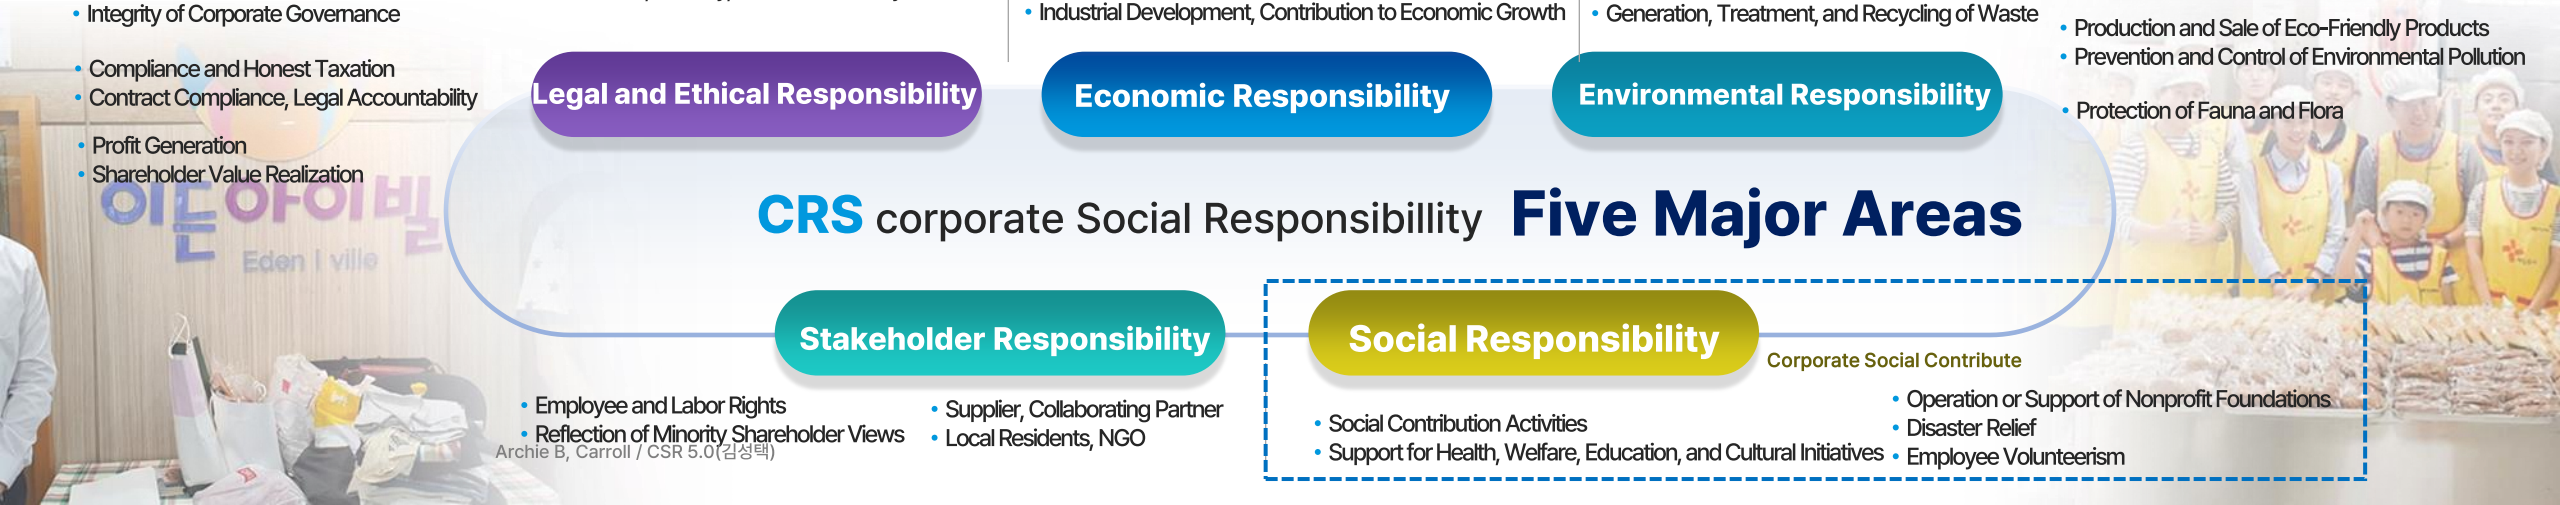 • Integrity of Corporate Governance
• Compliance and Honest Taxation
• Contract Compliance, Legal Accountability
• Profit Generation
• Shareholder Value Realization
• Industrial Development, Contribution to Economic Growth
• Generation, Treatment, and Recycling of Waste
• Production and Sale of Eco-Friendly Products
• Prevention and Control of Environmental Pollution
• Protection of Fauna and Flora
Legal and Ethical Responsibility
Economic Responsibility
Environmental Responsibility
이든아이빌
Eden I ville
CRS corporate Social Responsibillity Five Major Areas
Stakeholder Responsibility
Social Responsibility
Corporate Social Contribute
• Employee and Labor Rights
• Reflection of Minority Shareholder Views
• Supplier, Collaborating Partner
• Local Residents, NGO
Archie B, Carroll / CSR 5.0(김성택)
• Social Contribution Activities
• Support for Health, Welfare, Education, and Cultural Initiatives
• Operation or Support of Nonprofit Foundations
• Disaster Relief
• Employee Volunteerism